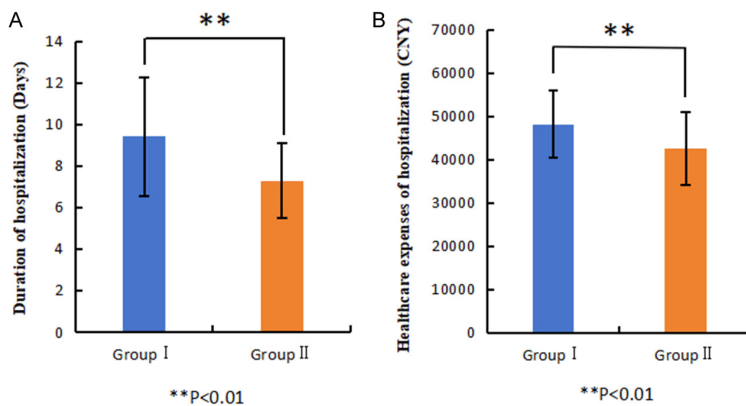 A
**
Duration of hospitalization (Days)
14
12
10
8
6
4
2
0
Group Ⅰ
Group Ⅱ
**P<0.01
B
**
Healthcare expenses of hospitalization (CNY)
70000
60000
50000
40000
30000
20000
10000
0
Group Ⅰ
Group Ⅱ
**P<0.01